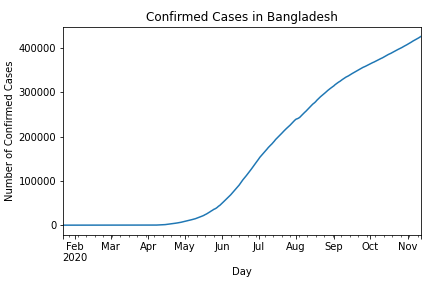 Confirmed Cases in Bangladesh
Number of Confirmed Cases
400000
300000
200000
100000
0
Feb Mar Apr May Jun Jul Aug Sep Oct Nov
2020
Day